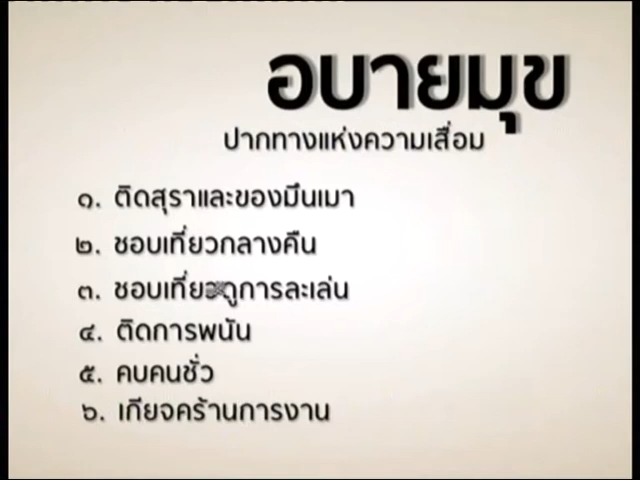 อบายมุข
ปากทางแห่งความเสื่อม
๑. ติดสุราและของมึนเมา
๒. ชอบเที่ยวกลางคืน
๓. ชอบเที่ยวดูการละเล่น
๔. ติดการพนัน
๕. คบคนชั่ว
๖. เกียจคร้านการงาน